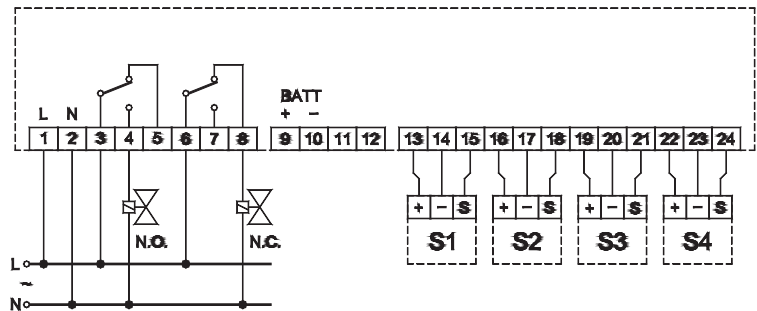 BATT
L N + −
1 2 3 4 5 6 7 8 9 10 11 12 13 14 15 16 17 18 19 20 21 22 23 24
+ − S + − S + − S + − S
N.O. N.C. S1 S2 S3 S4
L
~
N